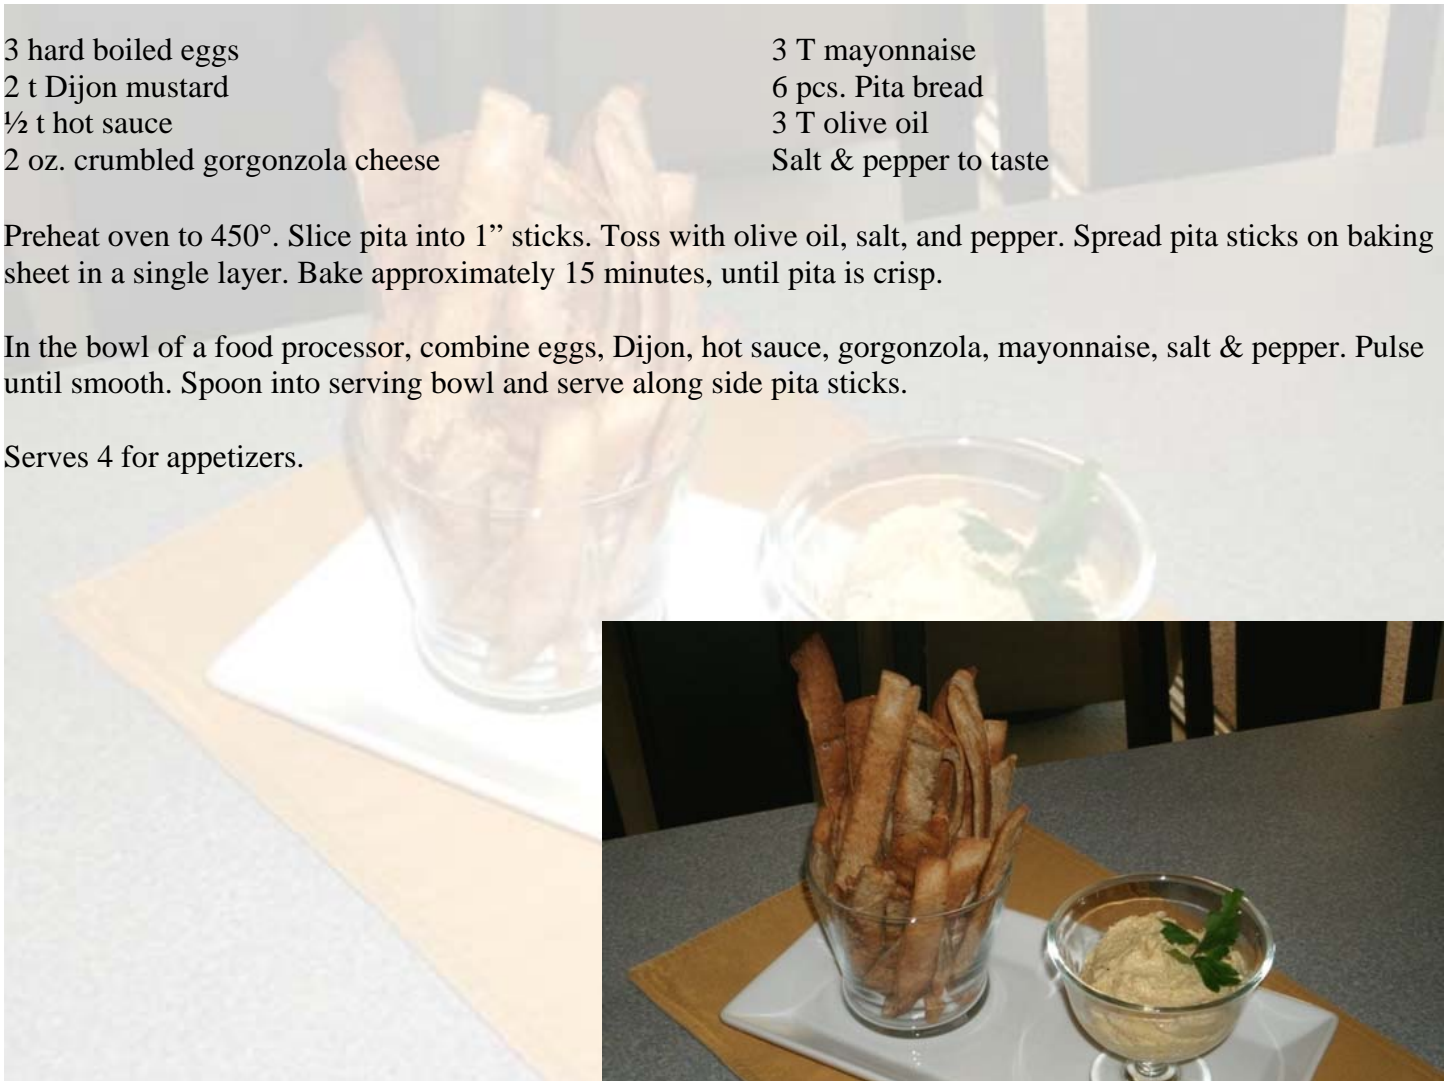 3 hard boiled eggs
2 t Dijon mustard
½ t hot sauce
2 oz. crumbled gorgonzola cheese
3 T mayonnaise
6 pcs. Pita bread
3 T olive oil
Salt & pepper to taste
Preheat oven to 450°. Slice pita into 1” sticks. Toss with olive oil, salt, and pepper. Spread pita sticks on baking
sheet in a single layer. Bake approximately 15 minutes, until pita is crisp.
In the bowl of a food processor, combine eggs, Dijon, hot sauce, gorgonzola, mayonnaise, salt & pepper. Pulse
until smooth. Spoon into serving bowl and serve along side pita sticks.
Serves 4 for appetizers.